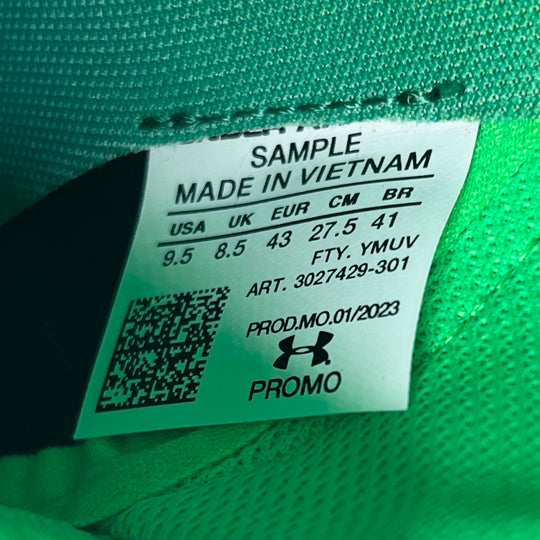 SAMPLE
MADE IN VIETNAM
USA UK EUR CM BR
9.5 8.5 43 27.5 41
FTY. YMUV
ART. 3027429-301
PROD.MO.01/2023
PROMO